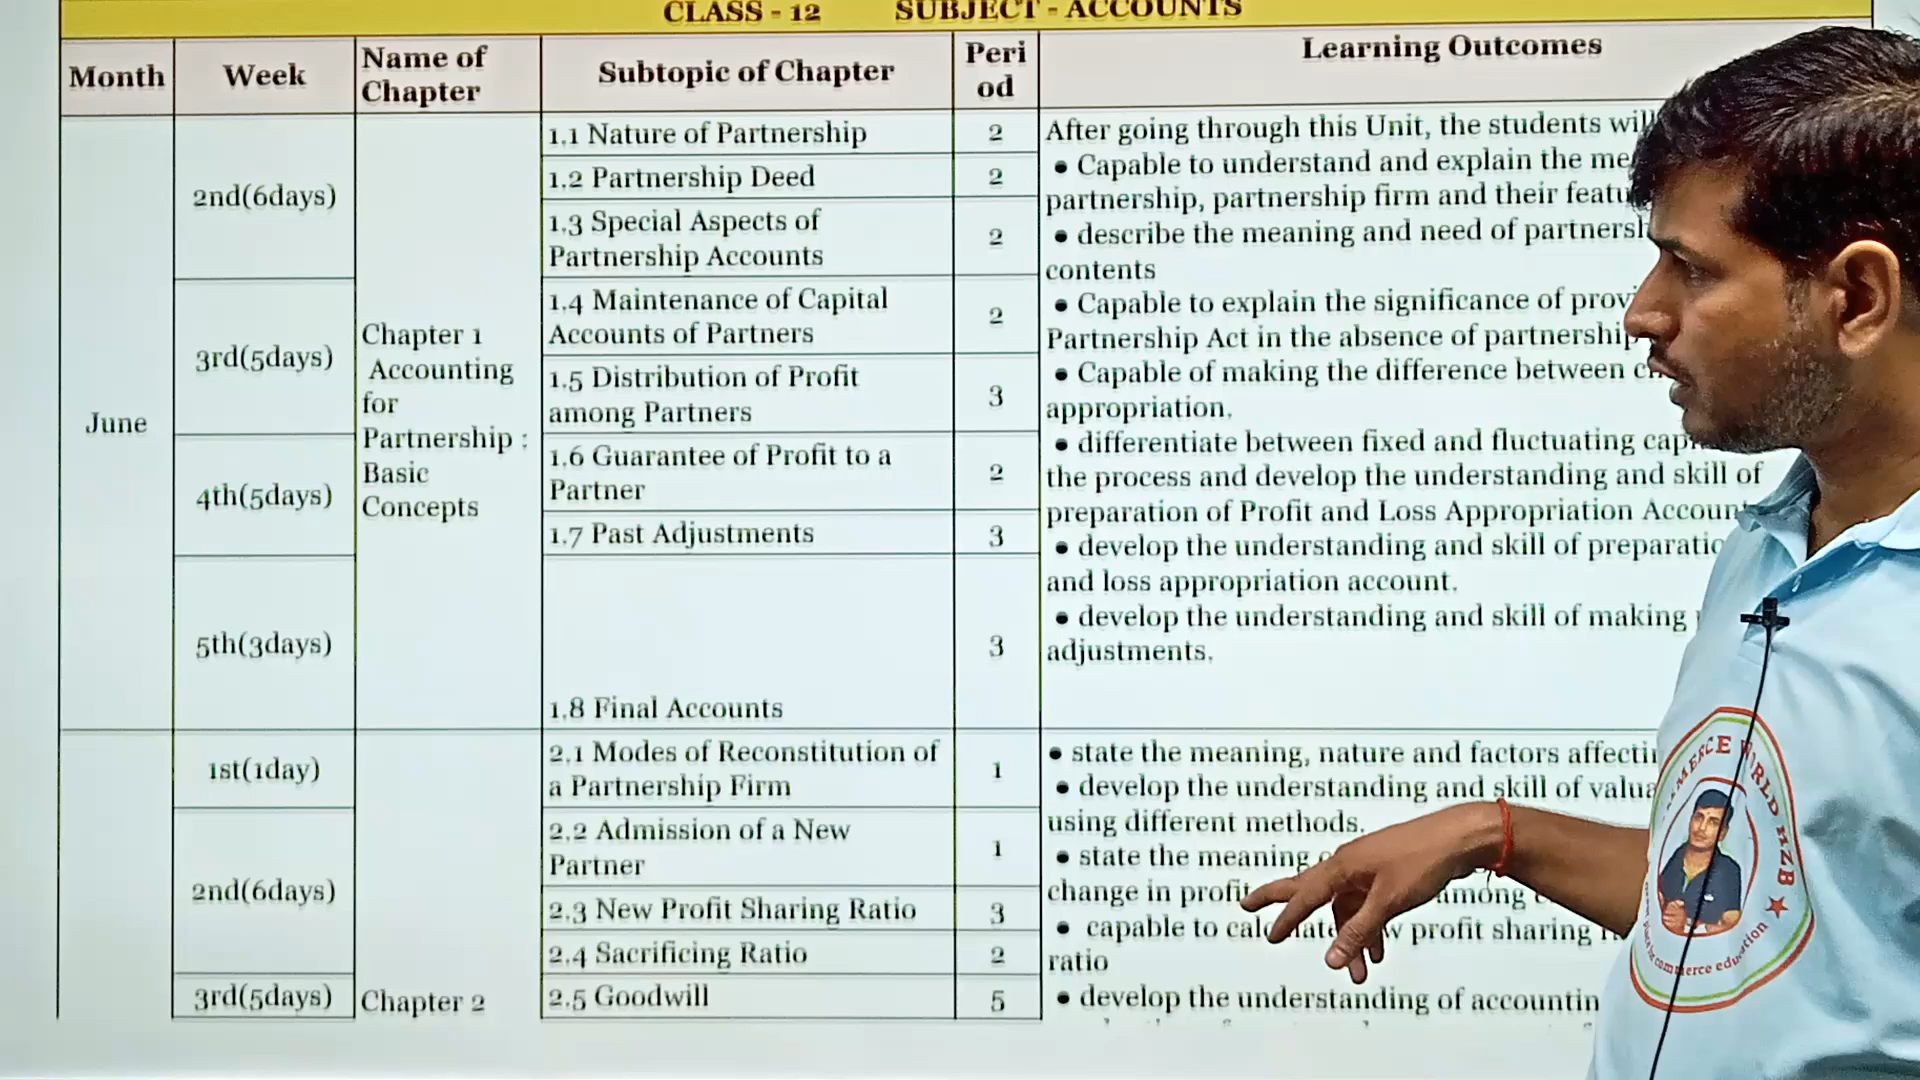 CLASS - 12 SUBJECT - ACCOUNTS
Month
Week
Name of
Chapter
Subtopic of Chapter
Peri
od
Learning Outcomes
June
2nd(6days)
3rd(5days)
4th(5days)
5th(3days)
Chapter 1
Accounting
for
Partnership :
Basic
Concepts
1.1 Nature of Partnership
2
1.2 Partnership Deed
2
1.3 Special Aspects of
Partnership Accounts
2
1.4 Maintenance of Capital
Accounts of Partners
2
1.5 Distribution of Profit
among Partners
3
1.6 Guarantee of Profit to a
Partner
2
1.7 Past Adjustments
3
1.8 Final Accounts
3
After going through this Unit, the students will
• Capable to understand and explain the
partnership, partnership firm and their
• describe the meaning and need of
contents
• Capable to explain the significance of
Partnership Act in the absence of partnership
• Capable of making the difference between
appropriation.
• differentiate between fixed and fluctuating
the process and develop the understanding and skill of
preparation of Profit and Loss Appropriation
• develop the understanding and skill of
and loss appropriation account.
• develop the understanding and skill of making
adjustments.
1st(1day)
2nd(6days)
3rd(5days)
Chapter 2
2.1 Modes of Reconstitution of
a Partnership Firm
1
2.2 Admission of a New
Partner
1
2.3 New Profit Sharing Ratio
3
2.4 Sacrificing Ratio
2
2.5 Goodwill
5
• state the meaning, nature and factors
• develop the understanding and skill of
using different methods.
• state the meaning
change in profit among
• capable to profit sharing
ratio
• develop the understanding of
COMMERCE WORLD MZB
place for commerce education